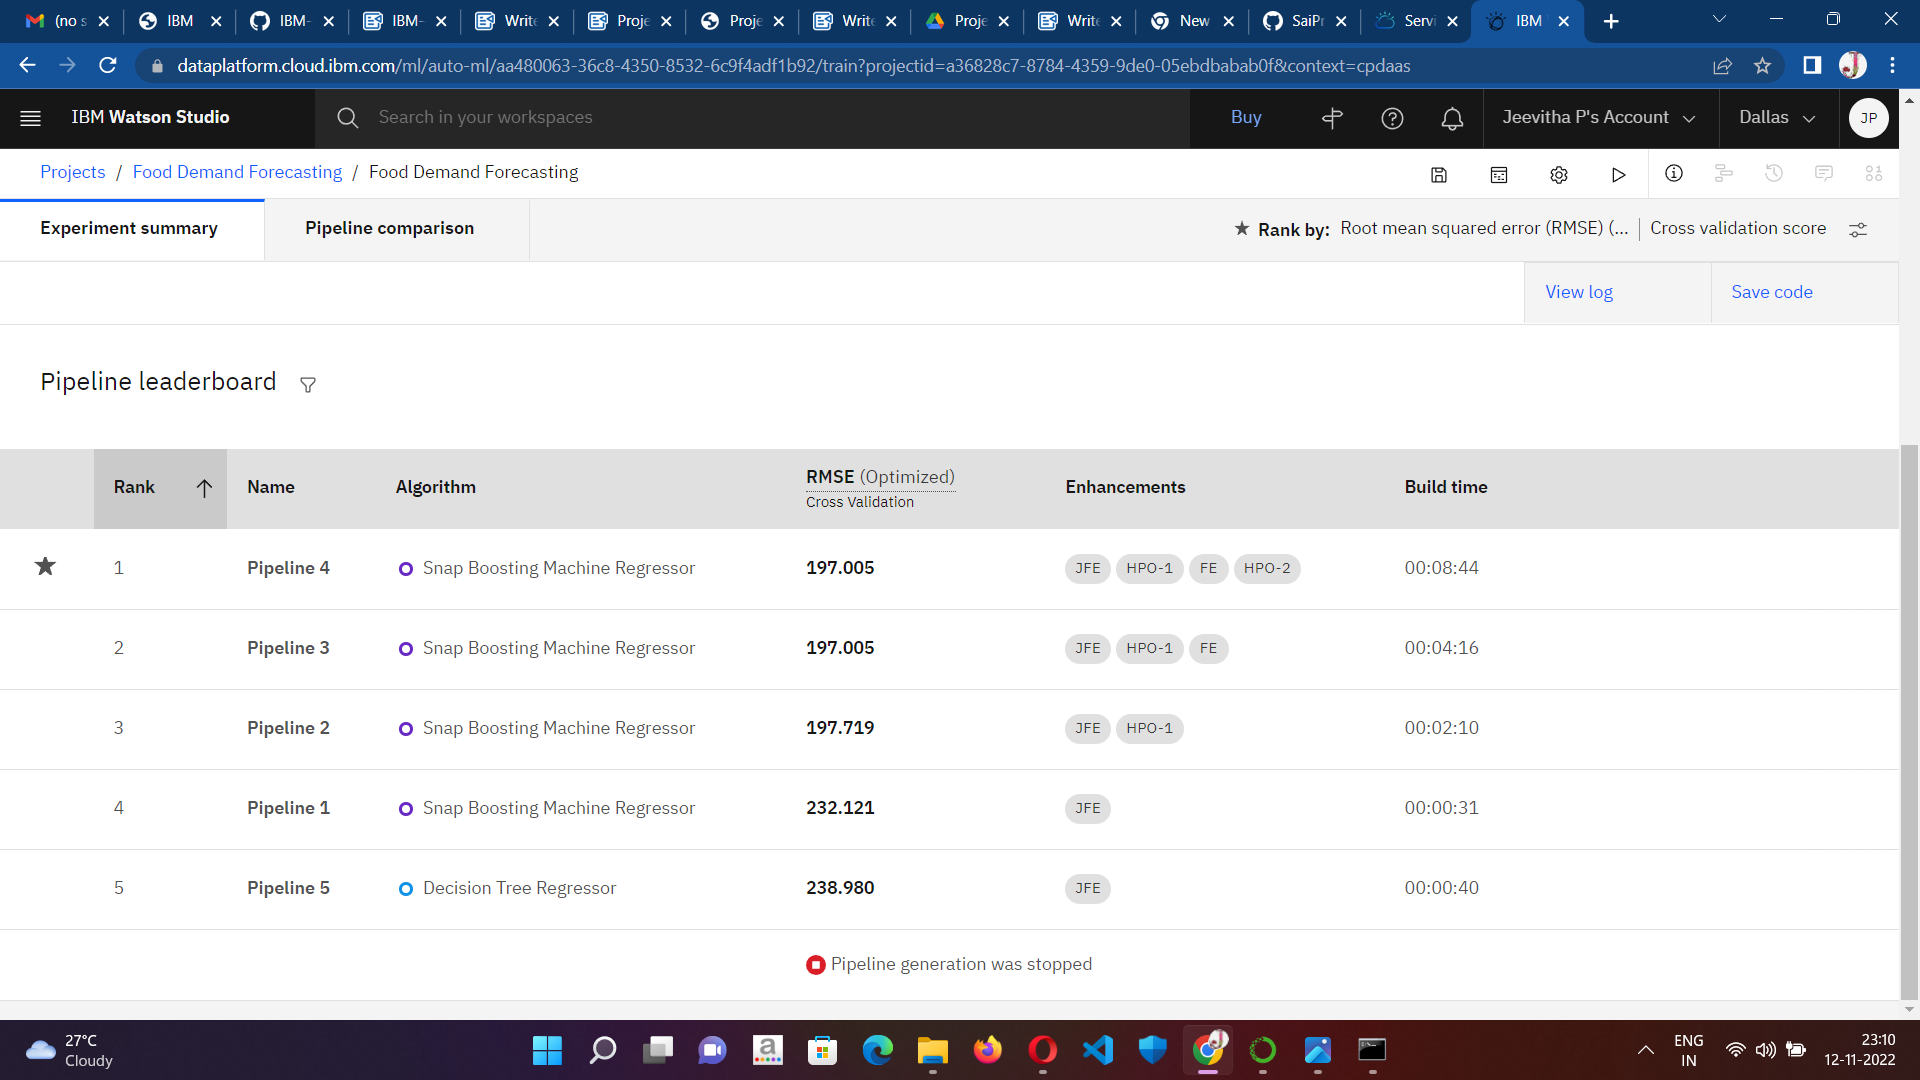 (no s
IBM
IBM-
IBM-
Write
Proje
Proje
Write
Proje
Write
New
SaiPr
Servi
IBM
dataplatform.cloud.ibm.com/ml/auto-ml/aa480063-36c8-4350-8532-6c9f4adf1b92/train?projectid=a36828c7-8784-4359-9de0-05ebdbabab0f&context=cpdaas
IBM Watson Studio
Search in your workspaces
Buy
Jeevitha P's Account
Dallas
JP
Projects / Food Demand Forecasting / Food Demand Forecasting
Experiment summary
Pipeline comparison
Rank by: Root mean squared error (RMSE) (... Cross validation score
View log
Save code
Pipeline leaderboard
Rank Name Algorithm RMSE (Optimized) Enhancements Build time
Cross Validation
1 Pipeline 4 Snap Boosting Machine Regressor 197.005 JFE HPO-1 FE HPO-2 00:08:44
2 Pipeline 3 Snap Boosting Machine Regressor 197.005 JFE HPO-1 FE 00:04:16
3 Pipeline 2 Snap Boosting Machine Regressor 197.719 JFE HPO-1 00:02:10
4 Pipeline 1 Snap Boosting Machine Regressor 232.121 JFE 00:00:31
5 Pipeline 5 Decision Tree Regressor 238.980 JFE 00:00:40
Pipeline generation was stopped
27°C
Cloudy
a
ENG
IN
23:10
12-11-2022